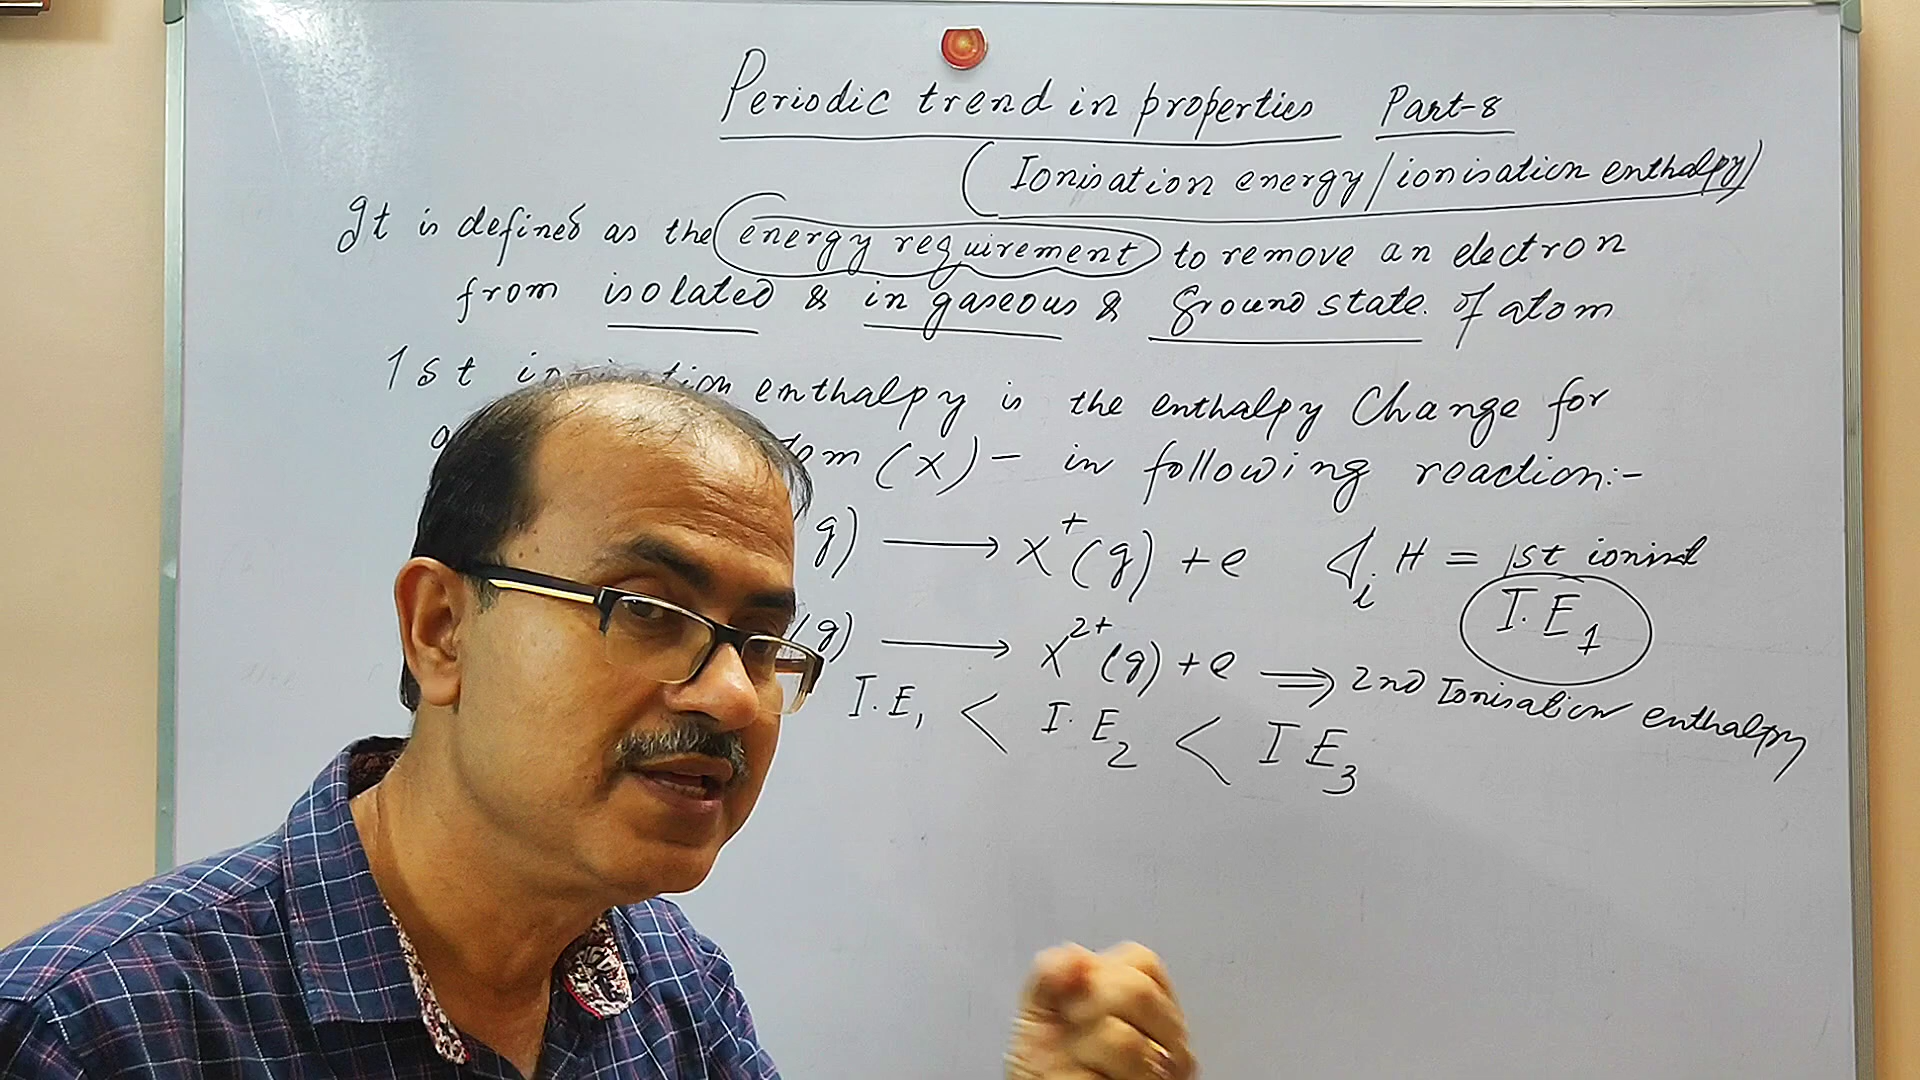 Periodic trend in properties Part-8
(Ionisation energy/ionisation enthalpy)
It is defined as the energy requirement to remove an electron
from isolated & in gaseous & ground state. of atom
1st enthalpy is the enthalpy Change for
(x) - in following reaction:-
g) ⟶ X⁺(g) + e ΔᵢH = 1st
I.E₁
(g) ⟶ X²⁺(g) + e ⟹ 2nd Ionisation enthalpy
I.E₁ < I.E₂ < I E₃